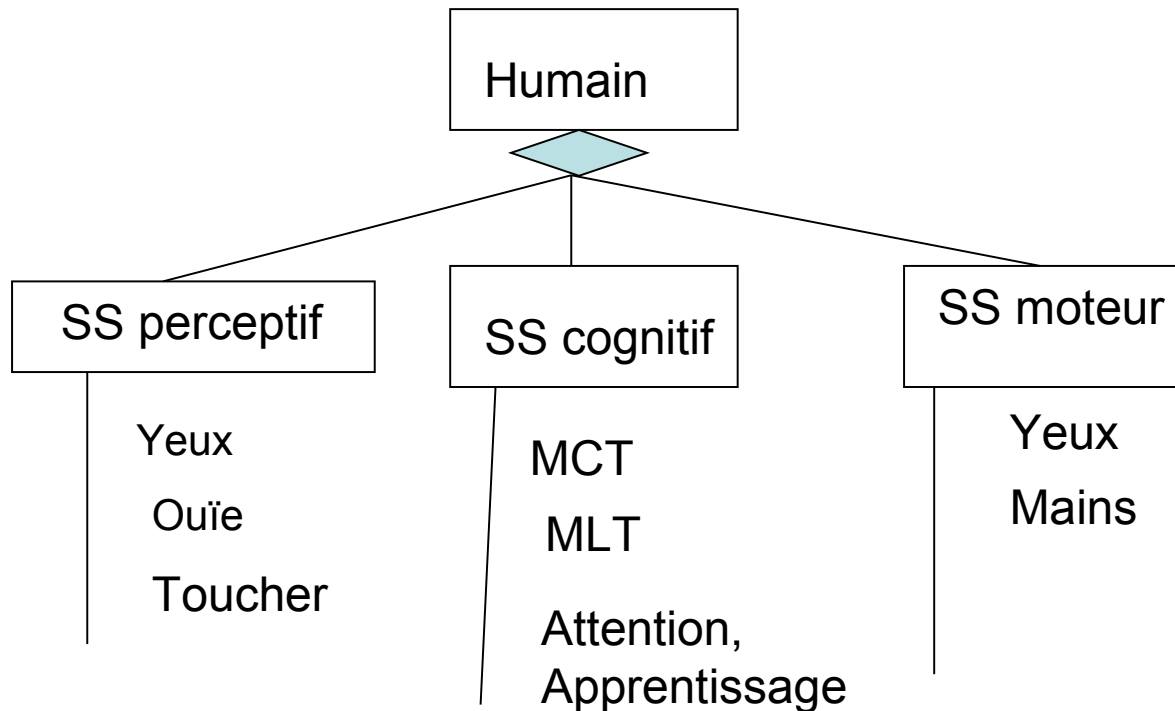 Humain
SS perceptif
Yeux
Ouïe
Toucher
SS cognitif
MCT
MLT
Attention,
Apprentissage
SS moteur
Yeux
Mains